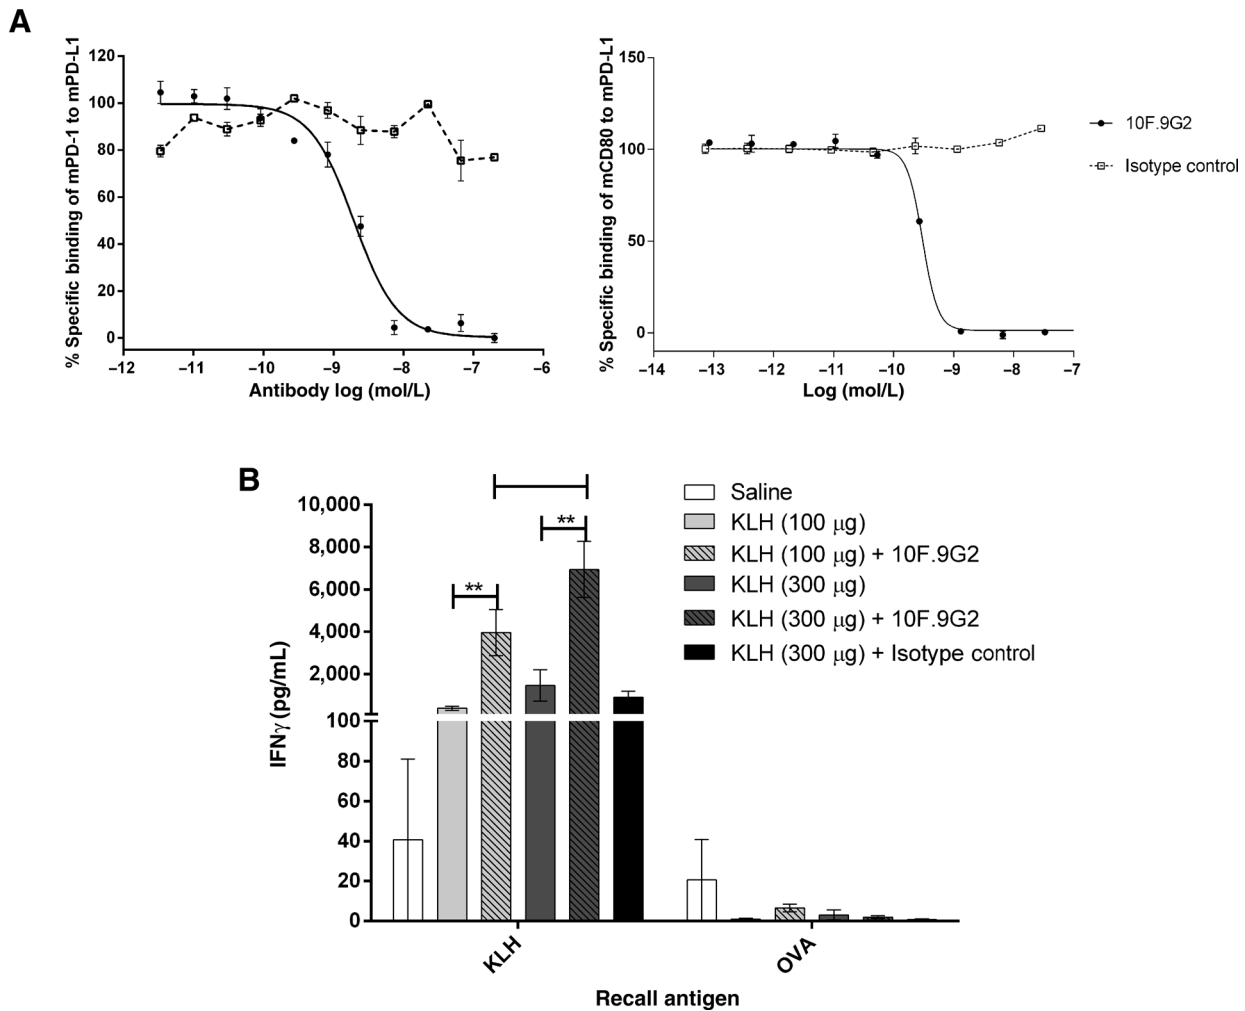 A
% Specific binding of mPD-1 to mPD-L1
120
100
80
60
40
20
0
–12
–11
–10
–9
–8
–7
–6
Antibody log (mol/L)
% Specific binding of mCD80 to mPD-L1
150
100
50
0
–14
–13
–12
–11
–10
–9
–8
–7
Log (mol/L)
10F.9G2
Isotype control
B
IFNγ (pg/mL)
10,000
8,000
6,000
4,000
2,000
100
80
60
40
20
0
**
**
KLH
OVA
Recall antigen
Saline
KLH (100 μg)
KLH (100 μg) + 10F.9G2
KLH (300 μg)
KLH (300 μg) + 10F.9G2
KLH (300 μg) + Isotype control